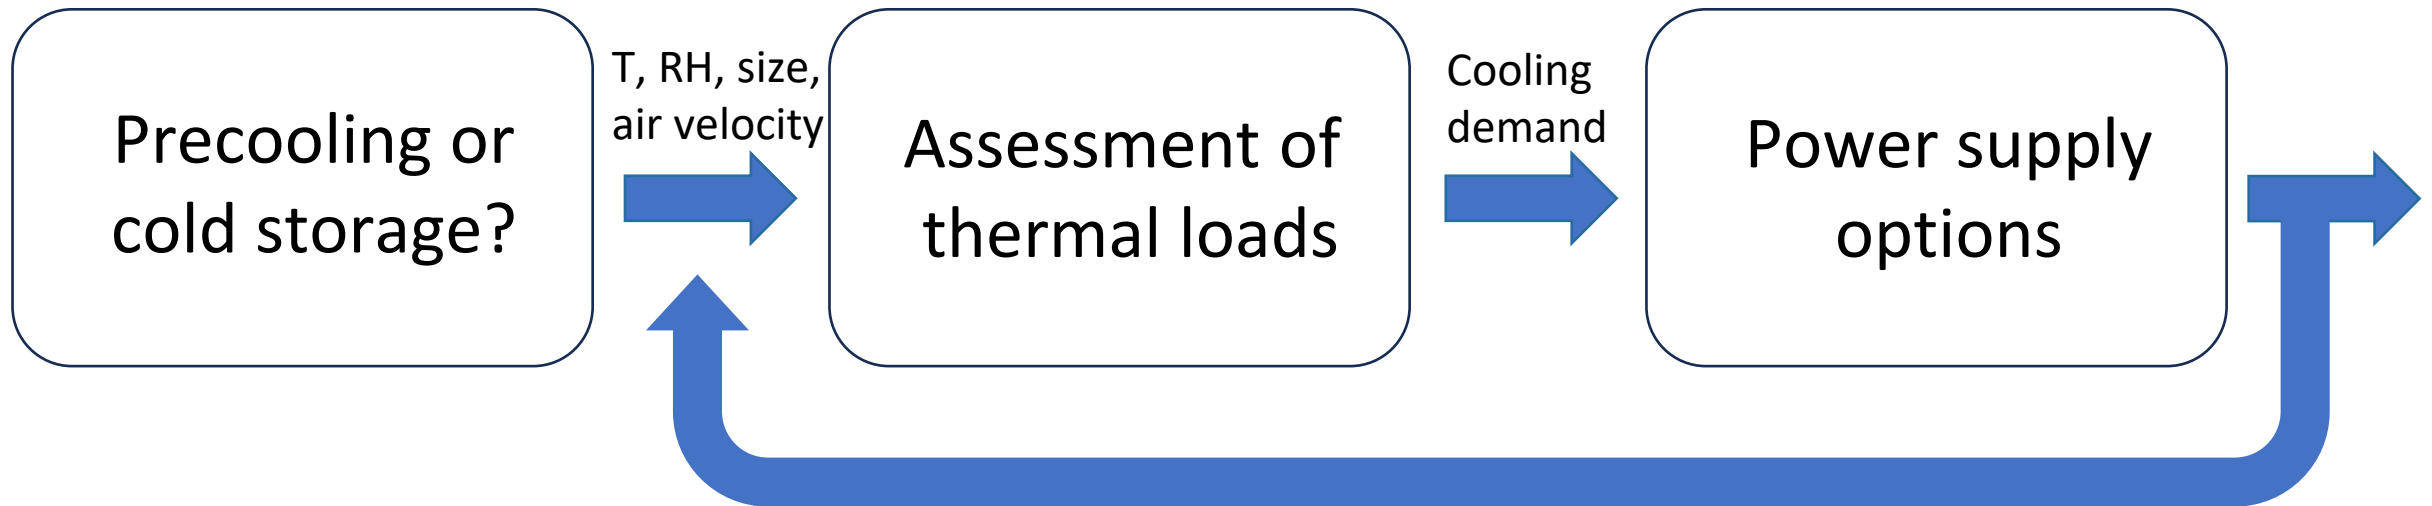 Precooling or
cold storage?
T, RH, size,
air velocity
Assessment of
thermal loads
Cooling
demand
Power supply
options